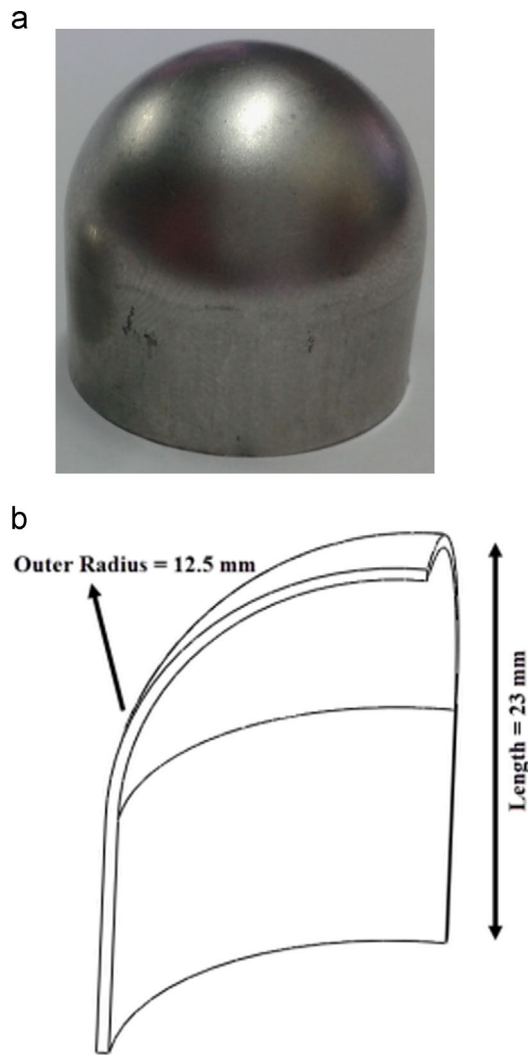 a
b
Outer Radius = 12.5 mm
Length = 23 mm